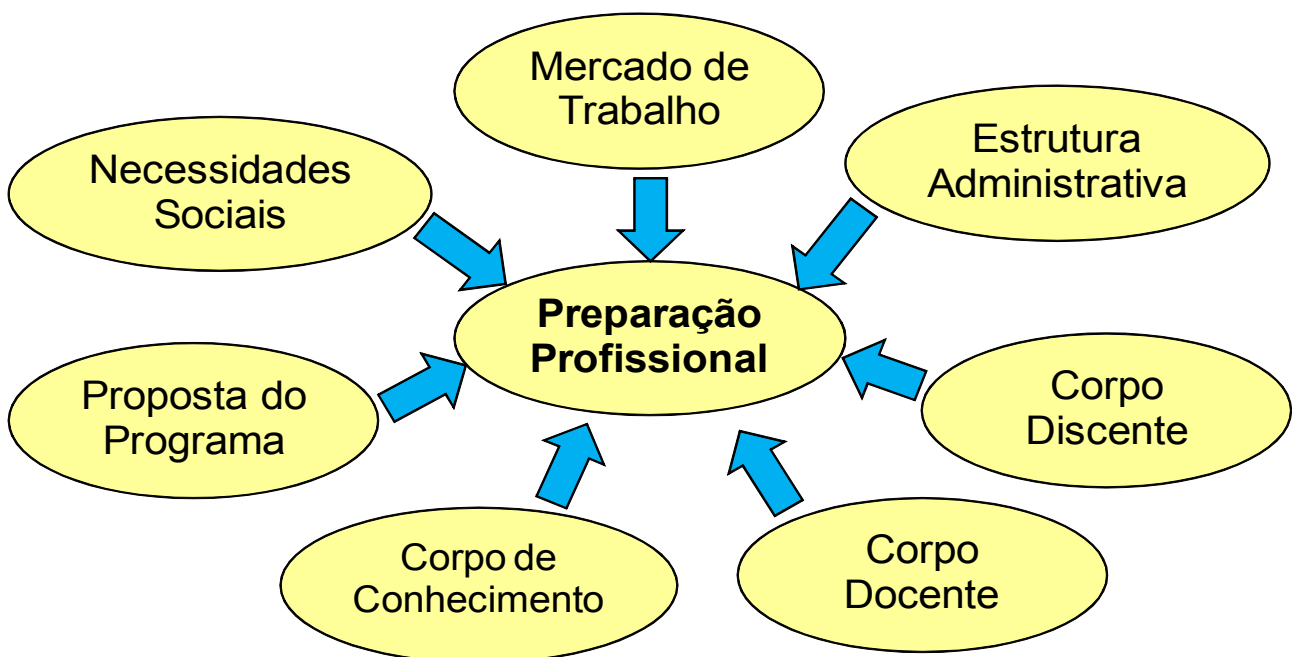 Mercado de
Trabalho
Estrutura
Administrativa
Necessidades
Sociais
Preparação
Profissional
Proposta do
Programa
Corpo
Discente
Corpo de
Conhecimento
Corpo
Docente